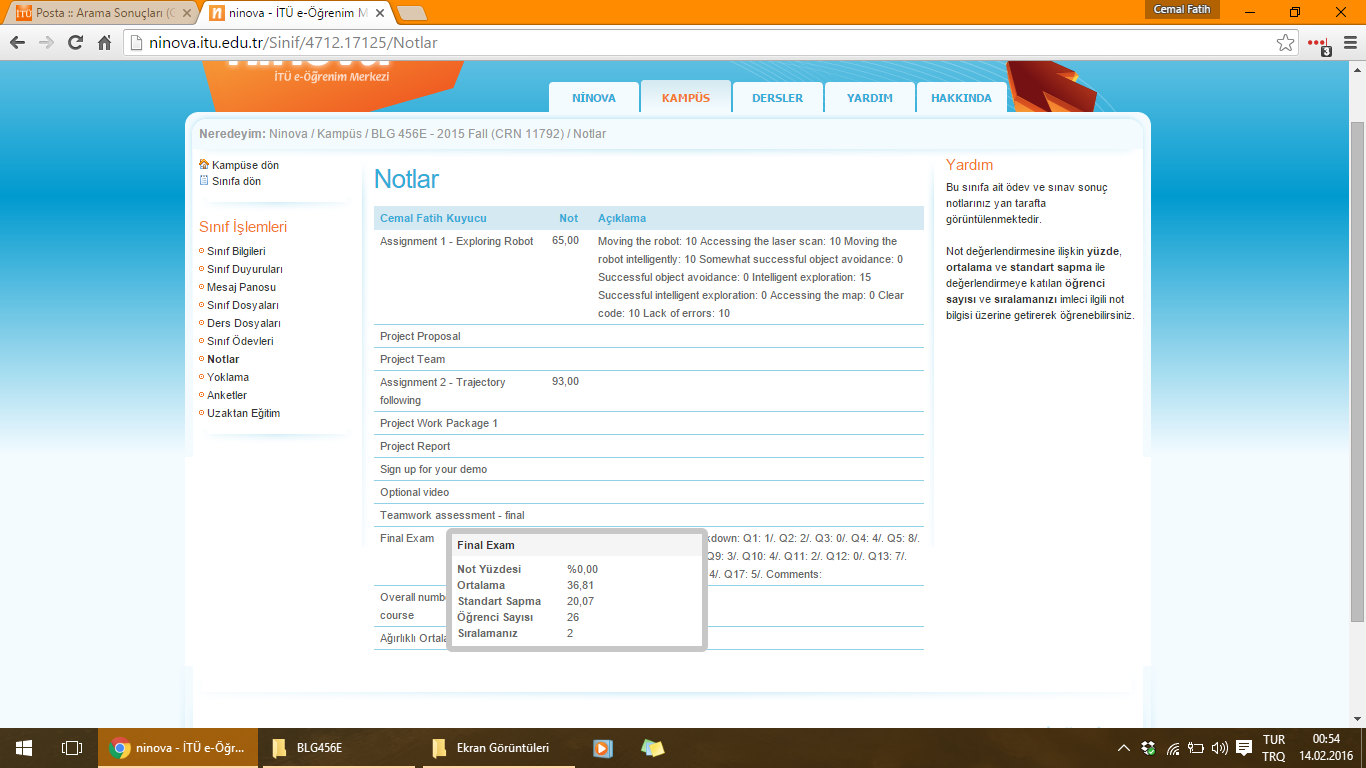 Posta :: Arama Sonuçları (
ninova - İTÜ e-Öğrenim M
Cemal Fatih
ninova.itu.edu.tr/Sinif/4712.17125/Notlar
3
İTÜ e-Öğrenim Merkezi
NİNOVA
KAMPÜS
DERSLER
YARDIM
HAKKINDA
Neredeyim: Ninova / Kampüs / BLG 456E - 2015 Fall (CRN 11792) / Notlar
Kampüse dön
Sınıfa dön
Sınıf İşlemleri
Sınıf Bilgileri
Sınıf Duyuruları
Mesaj Panosu
Sınıf Dosyaları
Ders Dosyaları
Sınıf Ödevleri
Notlar
Yoklama
Anketler
Uzaktan Eğitim
Notlar
Cemal Fatih Kuyucu Not Açıklama
Assignment 1 - Exploring Robot 65,00 Moving the robot: 10 Accessing the laser scan: 10 Moving the
robot intelligently: 10 Somewhat successful object avoidance: 0
Successful object avoidance: 0 Intelligent exploration: 15
Successful intelligent exploration: 0 Accessing the map: 0 Clear
code: 10 Lack of errors: 10
Project Proposal
Project Team
Assignment 2 - Trajectory 93,00
following
Project Work Package 1
Project Report
Sign up for your demo
Optional video
Teamwork assessment - final
Final Exam kdown: Q1: 1/. Q2: 2/. Q3: 0/. Q4: 4/. Q5: 8/.
Q9: 3/. Q10: 4/. Q11: 2/. Q12: 0/. Q13: 7/.
4/. Q17: 5/. Comments:
Overall numbe
course
Ağırlıklı Ortala
Final Exam
Not Yüzdesi %0,00
Ortalama 36,81
Standart Sapma 20,07
Öğrenci Sayısı 26
Sıralamanız 2
Yardım
Bu sınıfa ait ödev ve sınav sonuç
notlarınız yan tarafta
görüntülenmektedir.
Not değerlendirmesine ilişkin yüzde,
ortalama ve standart sapma ile
değerlendirmeye katılan öğrenci
sayısı ve sıralamanızı imleci ilgili not
bilgisi üzerine getirerek öğrenebilirsiniz.
ninova - İTÜ e-Öğr...
BLG456E
Ekran Görüntüleri
TUR
TRQ
00:54
14.02.2016